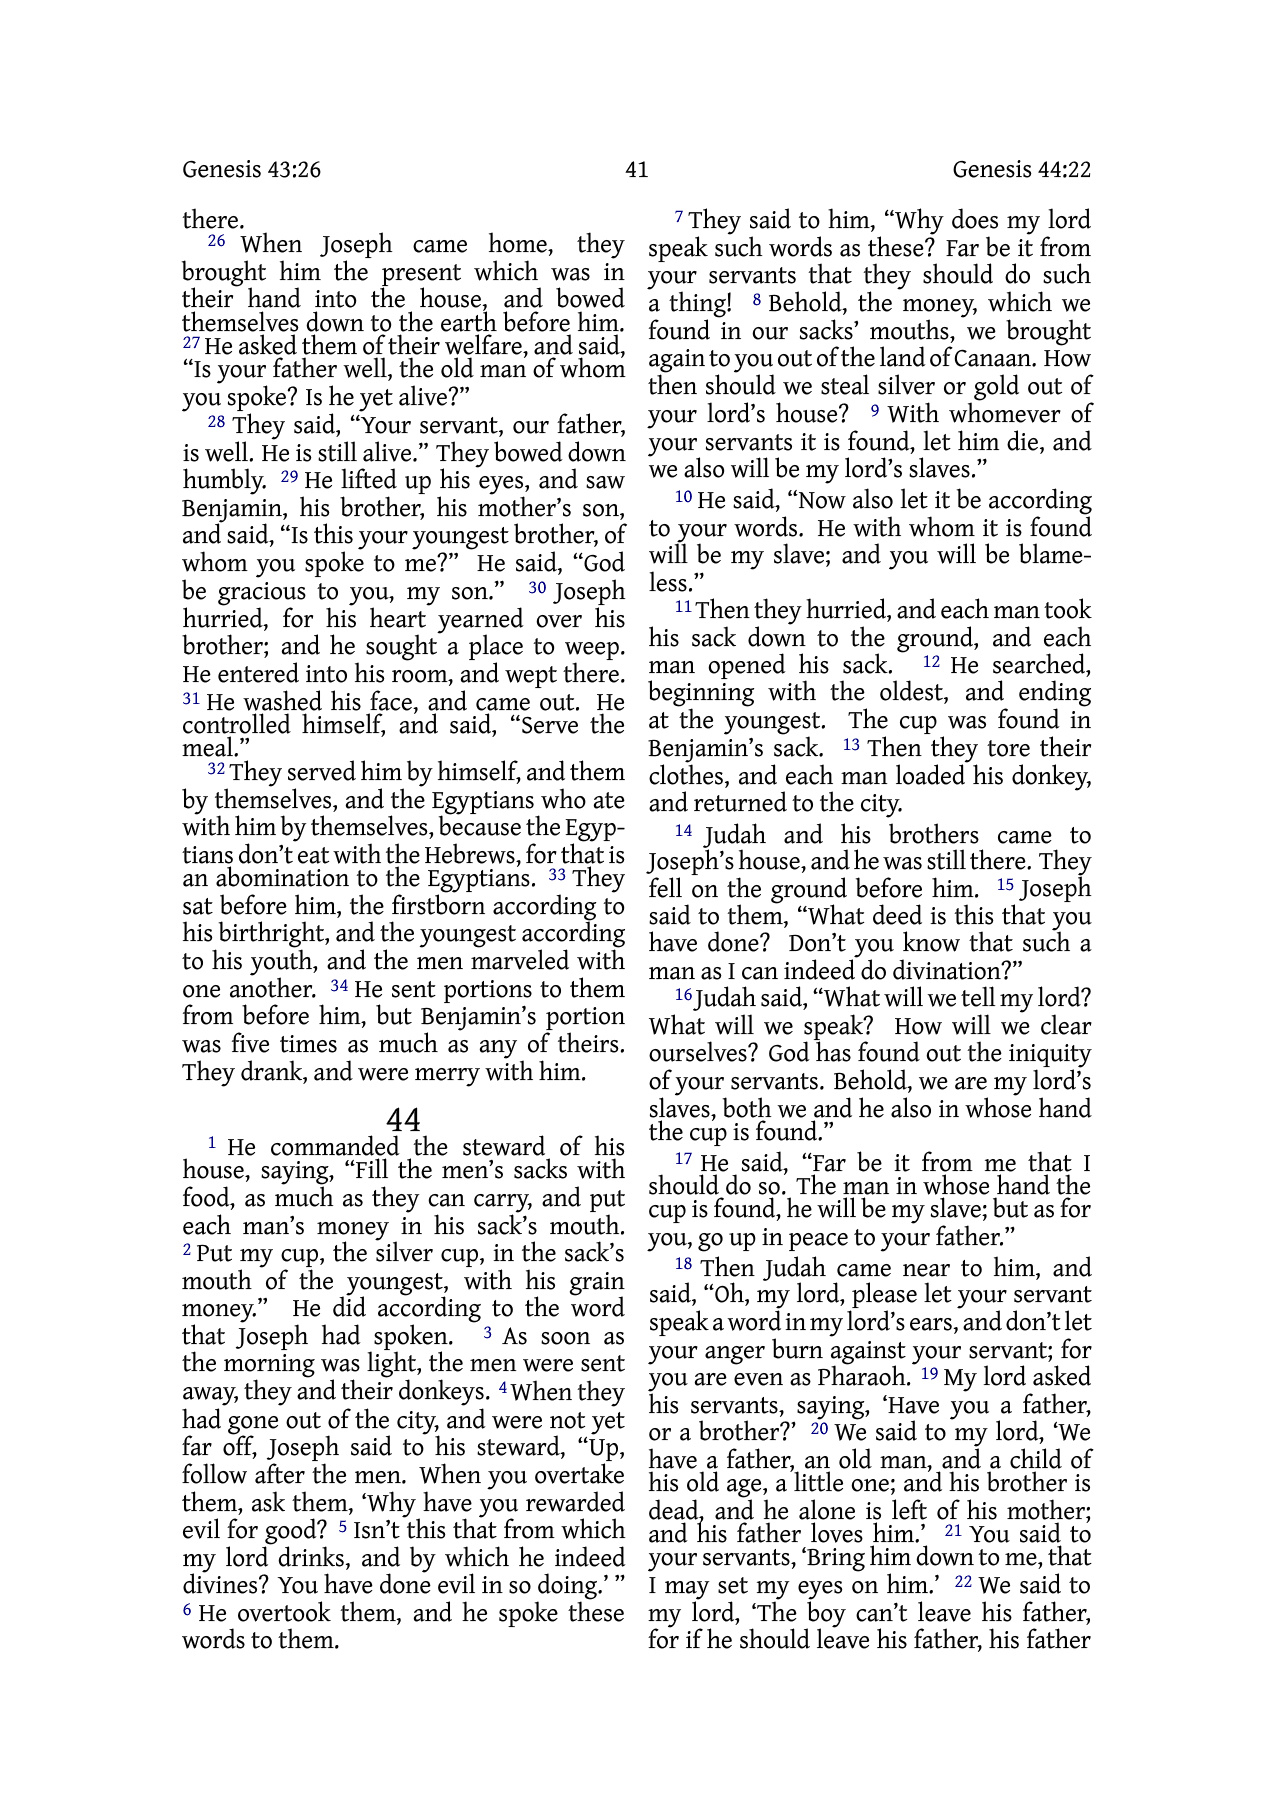 Genesis 43:26 41 Genesis 44:22
there.
26 When Joseph came home, they
brought him the present which was in
their hand into the house, and bowed
themselves down to the earth before him.
27 He asked them of their welfare, and said,
“Is your father well, the old man of whom
you spoke? Is he yet alive?”
28 They said, “Your servant, our father,
is well. He is still alive.” They bowed down
humbly. 29 He lifted up his eyes, and saw
Benjamin, his brother, his mother’s son,
and said, “Is this your youngest brother, of
whom you spoke to me?” He said, “God
be gracious to you, my son.” 30 Joseph
hurried, for his heart yearned over his
brother; and he sought a place to weep.
He entered into his room, and wept there.
31 He washed his face, and came out. He
controlled himself, and said, “Serve the
meal.”
32 They served him by himself, and them
by themselves, and the Egyptians who ate
with him by themselves, because the Egyp-
tians don’t eat with the Hebrews, for that is
an abomination to the Egyptians. 33 They
sat before him, the firstborn according to
his birthright, and the youngest according
to his youth, and the men marveled with
one another. 34 He sent portions to them
from before him, but Benjamin’s portion
was five times as much as any of theirs.
They drank, and were merry with him.
44
1 He commanded the steward of his
house, saying, “Fill the men’s sacks with
food, as much as they can carry, and put
each man’s money in his sack’s mouth.
2 Put my cup, the silver cup, in the sack’s
mouth of the youngest, with his grain
money.” He did according to the word
that Joseph had spoken. 3 As soon as
the morning was light, the men were sent
away, they and their donkeys. 4 When they
had gone out of the city, and were not yet
far off, Joseph said to his steward, “Up,
follow after the men. When you overtake
them, ask them, ‘Why have you rewarded
evil for good? 5 Isn’t this that from which
my lord drinks, and by which he indeed
divines? You have done evil in so doing.’ ”
6 He overtook them, and he spoke these
words to them.
7 They said to him, “Why does my lord
speak such words as these? Far be it from
your servants that they should do such
a thing! 8 Behold, the money, which we
found in our sacks’ mouths, we brought
again to you out of the land of Canaan. How
then should we steal silver or gold out of
your lord’s house? 9 With whomever of
your servants it is found, let him die, and
we also will be my lord’s slaves.”
10 He said, “Now also let it be according
to your words. He with whom it is found
will be my slave; and you will be blame-
less.”
11 Then they hurried, and each man took
his sack down to the ground, and each
man opened his sack. 12 He searched,
beginning with the oldest, and ending
at the youngest. The cup was found in
Benjamin’s sack. 13 Then they tore their
clothes, and each man loaded his donkey,
and returned to the city.
14 Judah and his brothers came to
Joseph’s house, and he was still there. They
fell on the ground before him. 15 Joseph
said to them, “What deed is this that you
have done? Don’t you know that such a
man as I can indeed do divination?”
16 Judah said, “What will we tell my lord?
What will we speak? How will we clear
ourselves? God has found out the iniquity
of your servants. Behold, we are my lord’s
slaves, both we and he also in whose hand
the cup is found.”
17 He said, “Far be it from me that I
should do so. The man in whose hand the
cup is found, he will be my slave; but as for
you, go up in peace to your father.”
18 Then Judah came near to him, and
said, “Oh, my lord, please let your servant
speak a word in my lord’s ears, and don’t let
your anger burn against your servant; for
you are even as Pharaoh. 19 My lord asked
his servants, saying, ‘Have you a father,
or a brother?’ 20 We said to my lord, ‘We
have a father, an old man, and a child of
his old age, a little one; and his brother is
dead, and he alone is left of his mother;
and his father loves him.’ 21 You said to
your servants, ‘Bring him down to me, that
I may set my eyes on him.’ 22 We said to
my lord, ‘The boy can’t leave his father,
for if he should leave his father, his father